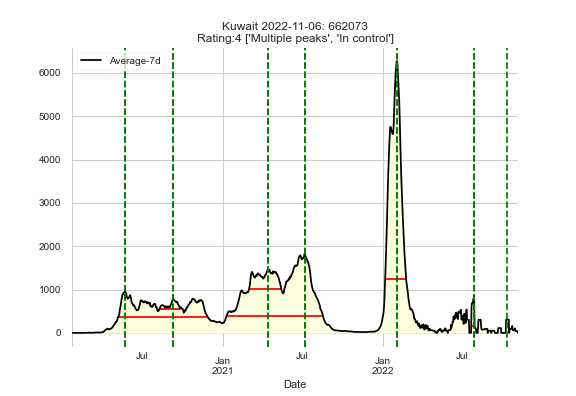 Kuwait 2022-11-06: 662073
Rating:4 ['Multiple peaks', 'In control']
Average-7d
6000
5000
4000
3000
2000
1000
0
Jul
Jan
2021
Jul
Jan
2022
Jul
Date